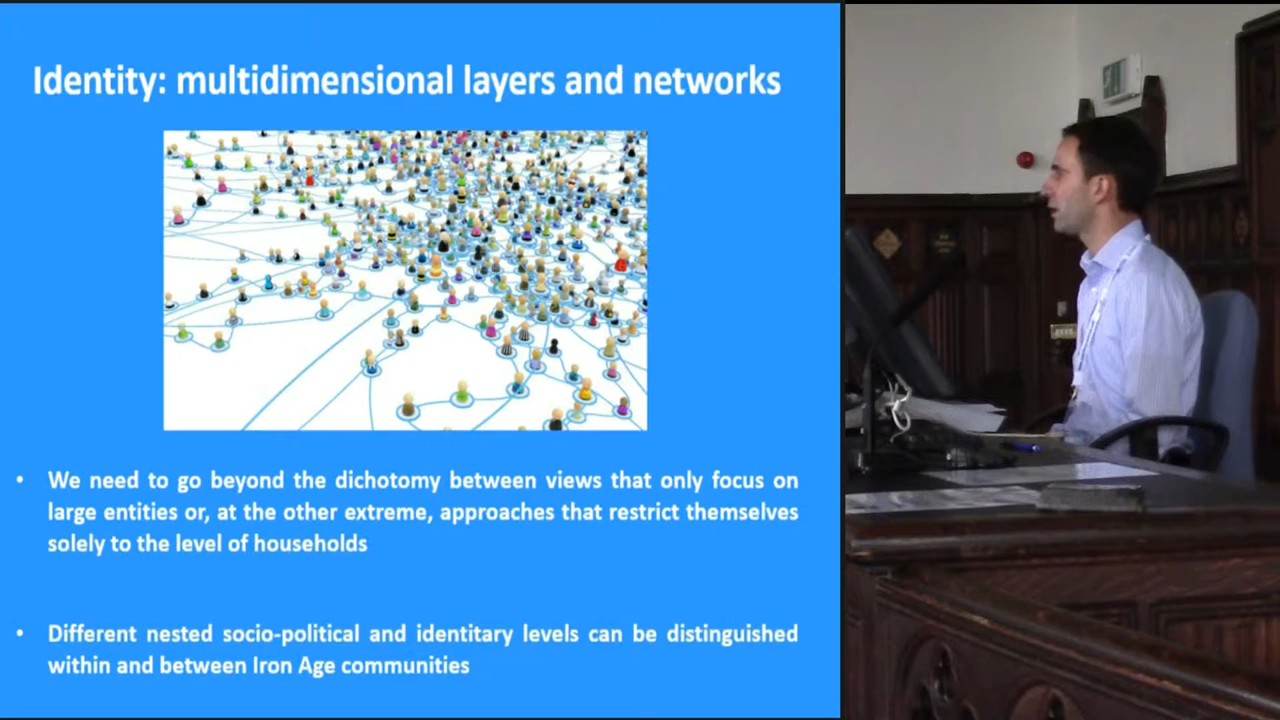 Identity: multidimensional layers and networks
• We need to go beyond the dichotomy between views that only focus on
large entities or, at the other extreme, approaches that restrict themselves
solely to the level of households
• Different nested socio-political and identitary levels can be distinguished
within and between Iron Age communities